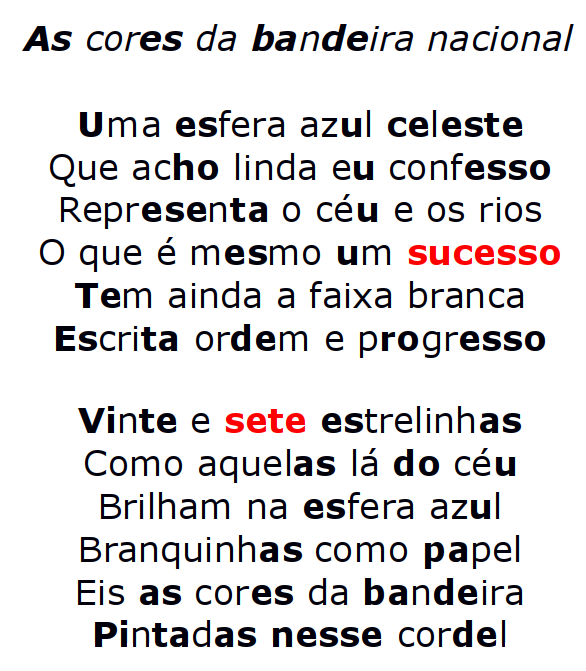 As cores da bandeira nacional
Uma esfera azul celeste
Que acho linda eu confesso
Representa o céu e os rios
O que é mesmo um sucesso
Tem ainda a faixa branca
Escrita ordem e progresso
Vinte e sete estrelinhas
Como aquelas lá do céu
Brilham na esfera azul
Branquinhas como papel
Eis as cores da bandeira
Pintadas nesse cordel